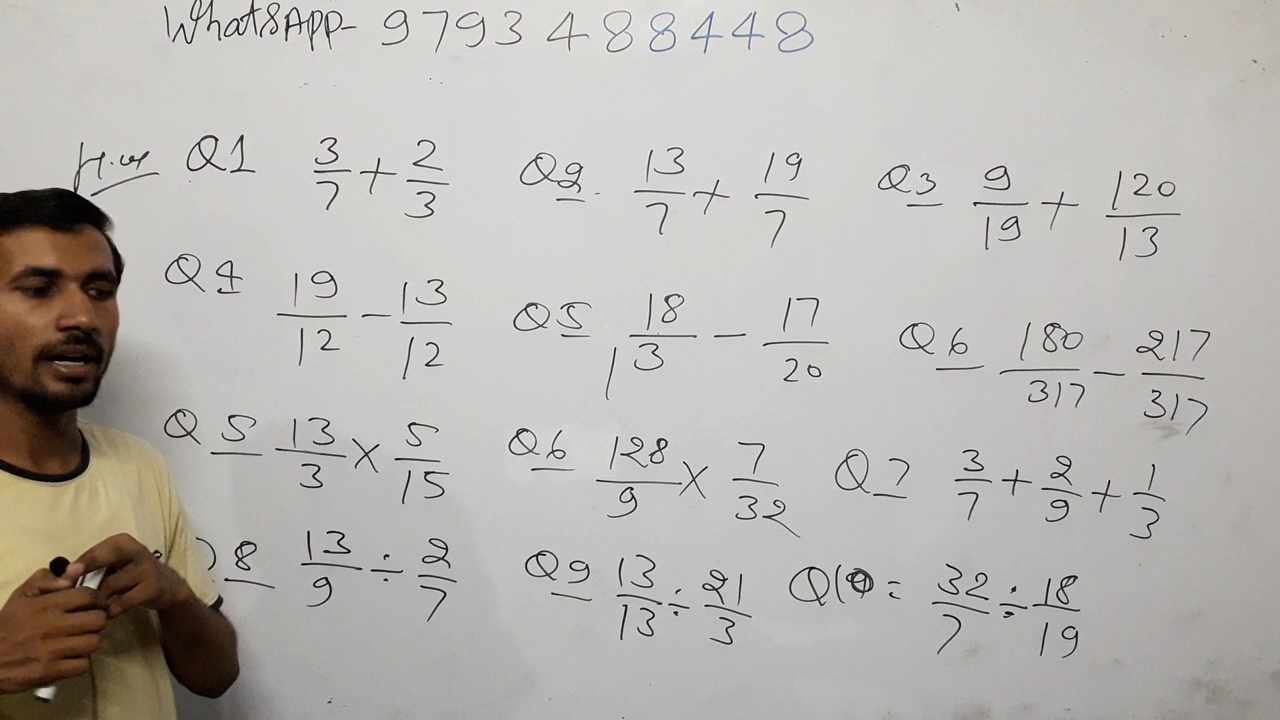 WhatsApp- 9793488448
H.W Q1 3/7 + 2/3 Q2. 13/7 + 19/7 Q3 9/19 + 120/13
Q4 19/12 - 13/12 Q5 18/13 - 17/20 Q6 180/317 - 217/317
Q5 13/3 × 5/15 Q6 128/9 × 7/32 Q7 3/7 + 2/9 + 1/3
Q8 13/9 ÷ 2/7 Q9 13/13 ÷ 21/3 Q10 = 32/7 ÷ 18/19